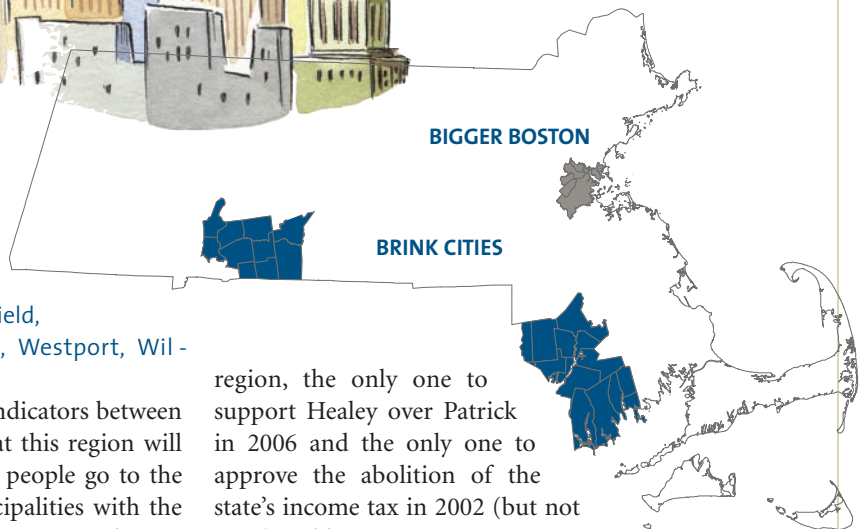 BIGGER BOSTON
BRINK CITIES
ield,
, Westport, Wil -
ndicators between
at this region will
people go to the
cipalities with the
region, the only one to
support Healey over Patrick
in 2006 and the only one to
approve the abolition of the
state’s income tax in 2002 (but not